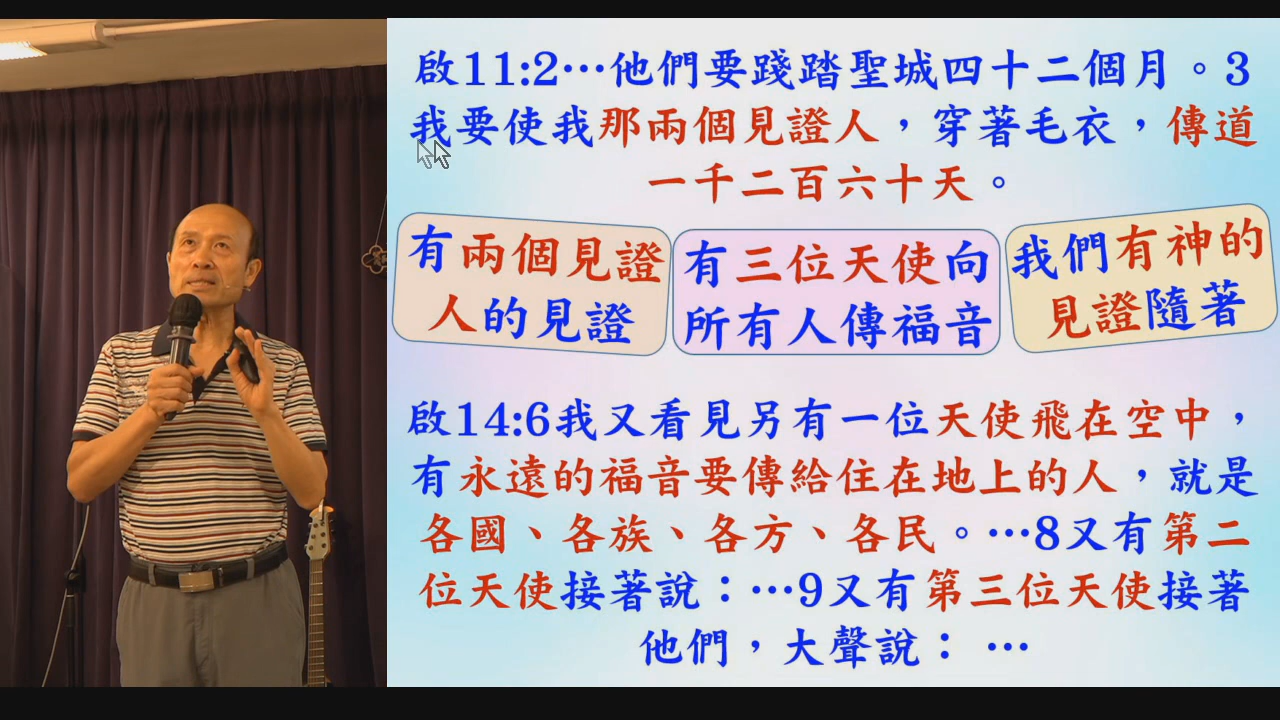 啟11:2…他們要踐踏聖城四十二個月。3
我要使我那兩個見證人，穿著毛衣，傳道
一千二百六十天。
有兩個見證
人的見證
有三位天使向
所有人傳福音
我們有神的
見證隨著
啟14:6我又看見另有一位天使飛在空中，
有永遠的福音要傳給住在地上的人，就是
各國、各族、各方、各民。…8又有第二
位天使接著說：…9又有第三位天使接著
他們，大聲說： …